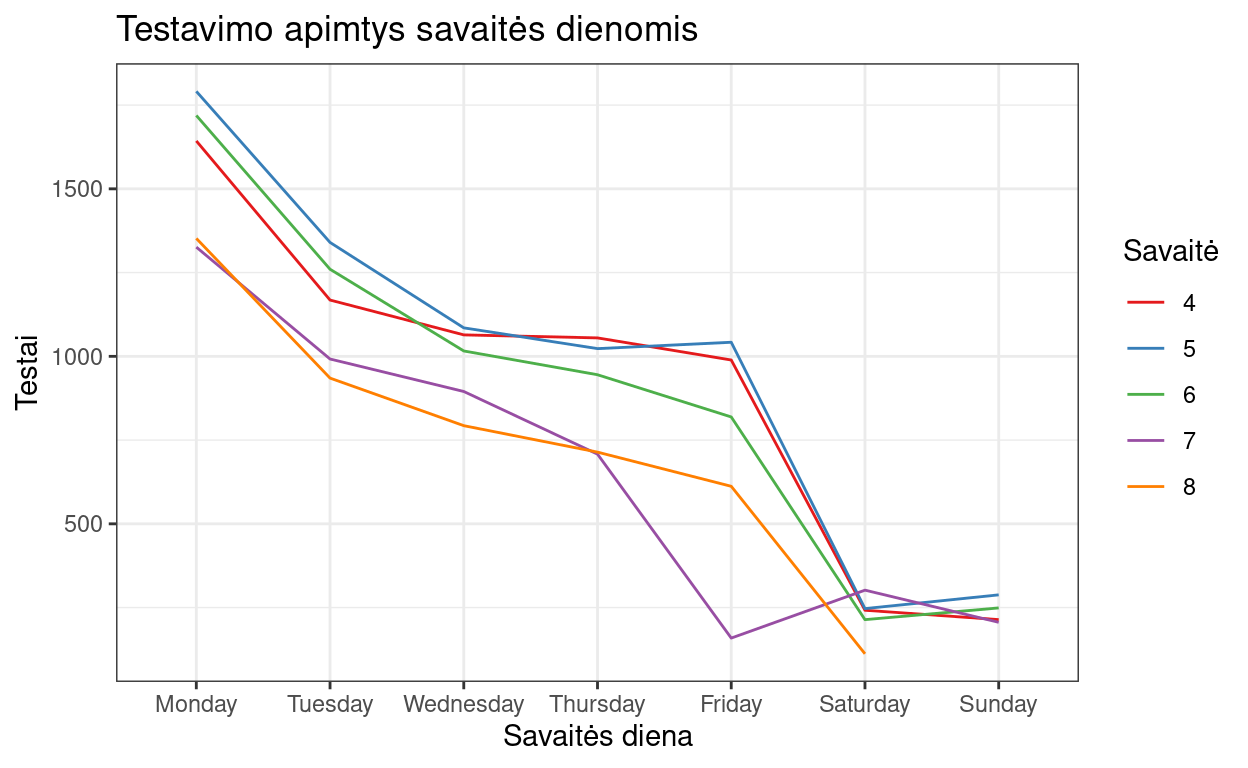 Testavimo apimtys savaitės dienomis
Testai
1500
1000
500
Monday Tuesday Wednesday Thursday Friday Saturday Sunday
Savaitės diena
Savaitė
4
5
6
7
8